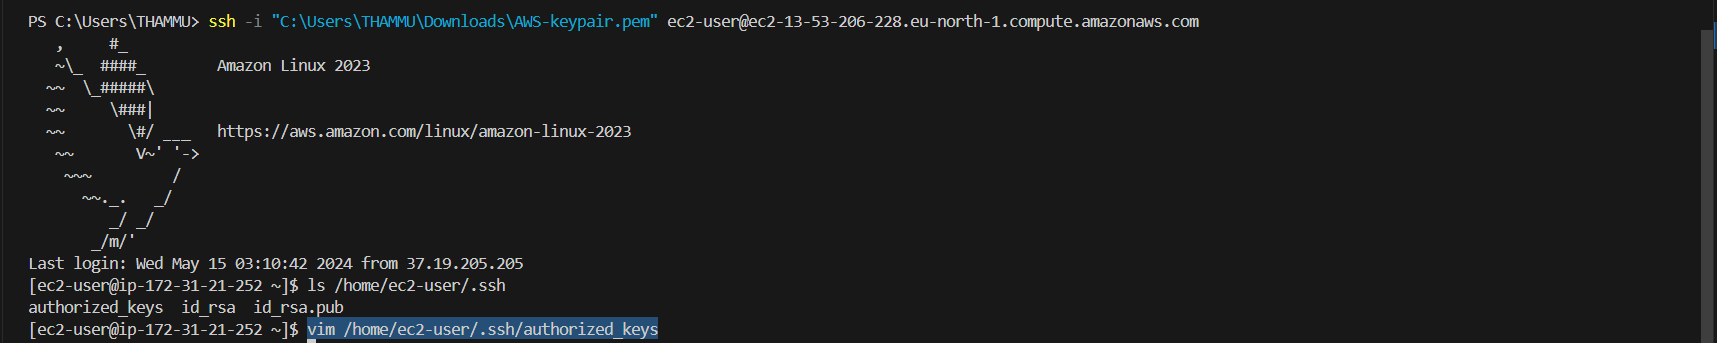 PS C:\Users\THAMMU> ssh -i "C:\Users\THAMMU\Downloads\AWS-keypair.pem" ec2-user@ec2-13-53-206-228.eu-north-1.compute.amazonaws.com
   ,     #_
   ~\_  ####_        Amazon Linux 2023
  ~~  \_#####\
  ~~     \###|
  ~~       \#/ ___   https://aws.amazon.com/linux/amazon-linux-2023
   ~~       V~' '->
    ~~~         /
      ~~._.   _/
         _/ _/
       _/m/'
Last login: Wed May 15 03:10:42 2024 from 37.19.205.205
[ec2-user@ip-172-31-21-252 ~]$ ls /home/ec2-user/.ssh
authorized_keys  id_rsa  id_rsa.pub
[ec2-user@ip-172-31-21-252 ~]$ vim /home/ec2-user/.ssh/authorized_keys